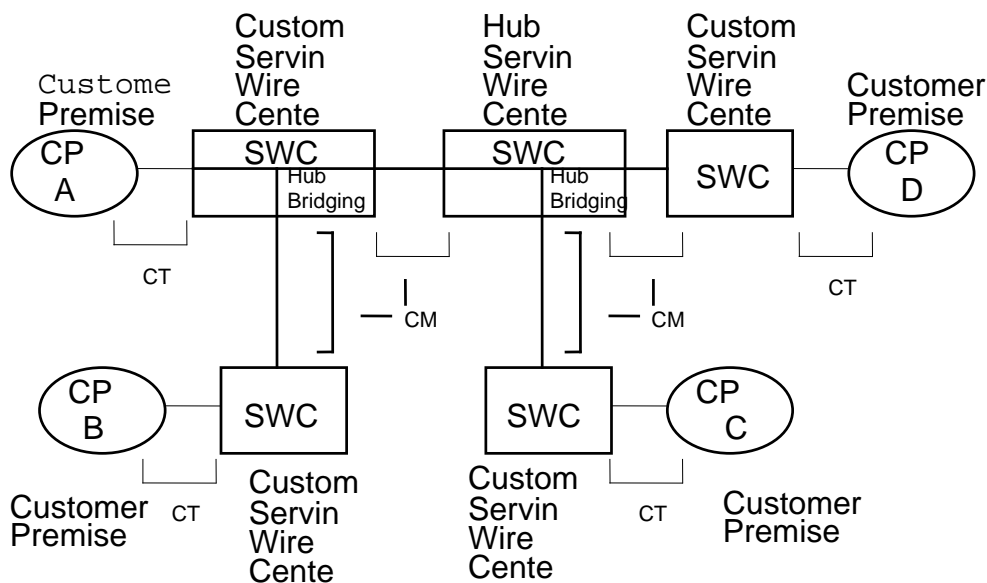 Custome
Premise
Custom
Servin
Wire
Cente
Hub
Servin
Wire
Cente
Custom
Servin
Wire
Cente
Customer
Premise
CP
A
SWC
Hub
Bridging
SWC
Hub
Bridging
SWC
CP
D
CT
CM
CM
CT
CP
B
SWC
SWC
CP
C
Customer
Premise
CT
Custom
Servin
Wire
Cente
Custom
Servin
Wire
Cente
CT
Customer
Premise